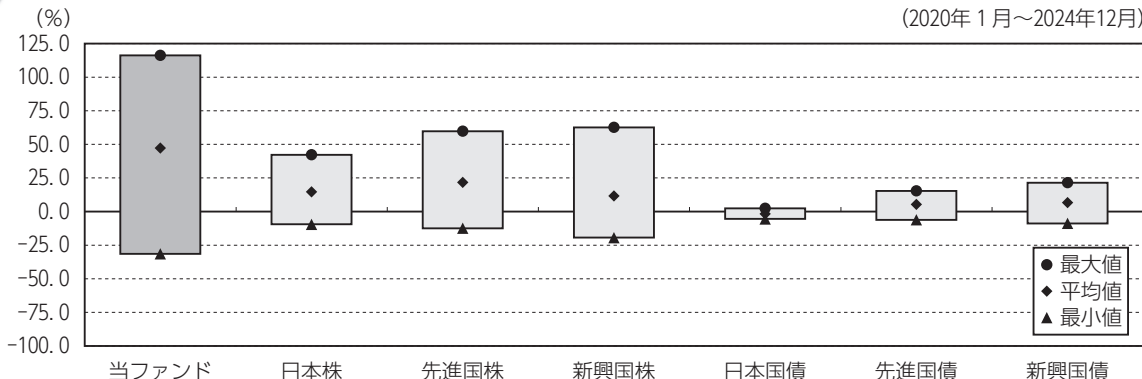 (%)
(2020年1月～2024年12月)
125.0
100.0
75.0
50.0
25.0
0.0
-25.0
-50.0
-75.0
-100.0
● 最大値
◆ 平均値
▲ 最小値
当ファンド 日本株 先進国株 新興国株 日本国債 先進国債 新興国債